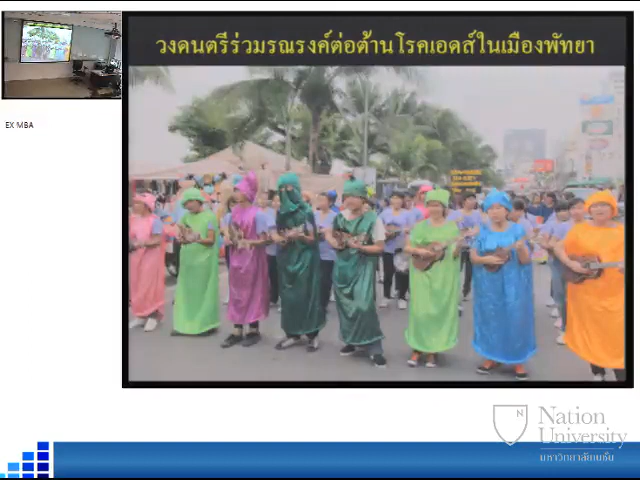 วงดนตรีร่วมรณรงค์ต่อต้านโรคเอดส์ในเมืองพัทยา
EX MBA
N
Nation
University
มหาวิทยาลัยเนชั่น